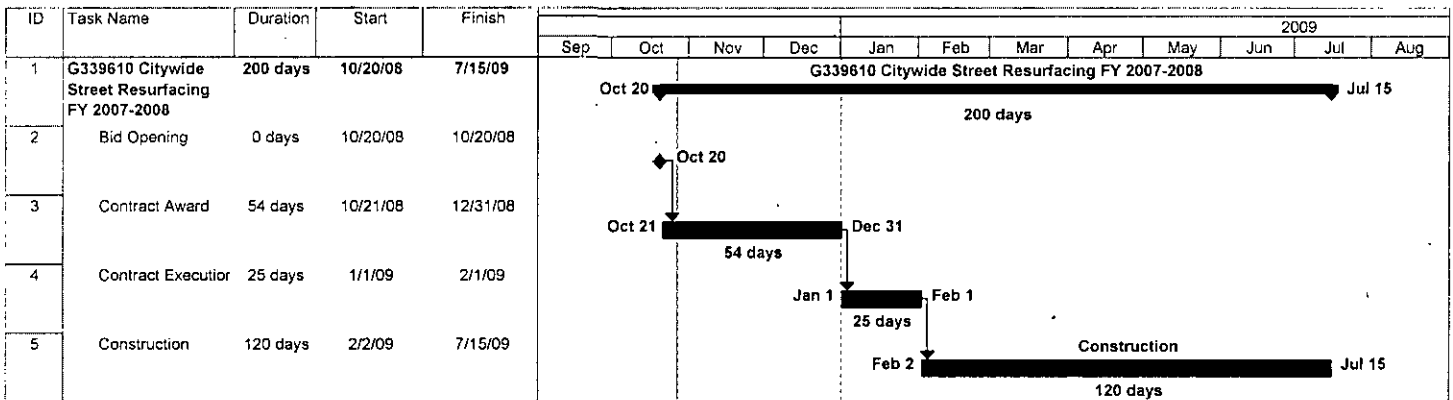 ID Task Name Duration Start Finish
2009
Sep Oct Nov Dec Jan Feb Mar Apr May Jun Jul Aug
1 G339610 Citywide 200 days 10/20/08 7/15/09
Street Resurfacing
FY 2007-2008
G339610 Citywide Street Resurfacing FY 2007-2008
Oct 20 Jul 15
200 days
2 Bid Opening 0 days 10/20/08 10/20/08
Oct 20
3 Contract Award 54 days 10/21/08 12/31/08
Oct 21 Dec 31
54 days
4 Contract Execution 25 days 1/1/09 2/1/09
Jan 1 Feb 1
25 days
5 Construction 120 days 2/2/09 7/15/09
Construction
Feb 2 Jul 15
120 days